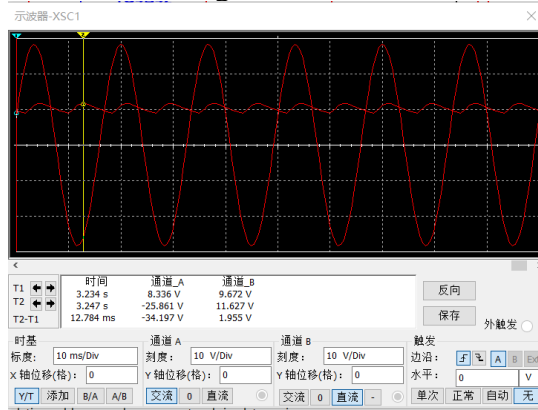 示波器-XSC1
T1
T2
T2-T1
时间 通道_A 通道_B
3.234 s 8.336 V 9.672 V
3.247 s -25.861 V 11.627 V
12.784 ms -34.197 V 1.955 V
反向
保存
外触发
时基
标度: 10 ms/Div
X 轴位移(格): 0
Y/T 添加 B/A A/B
通道 A
刻度: 10 V/Div
Y 轴位移(格): 0
交流 0 直流
通道 B
刻度: 10 V/Div
Y 轴位移(格): 0
交流 0 直流 -
触发
边沿: A B Ext
水平: 0 V
单次 正常 自动 无